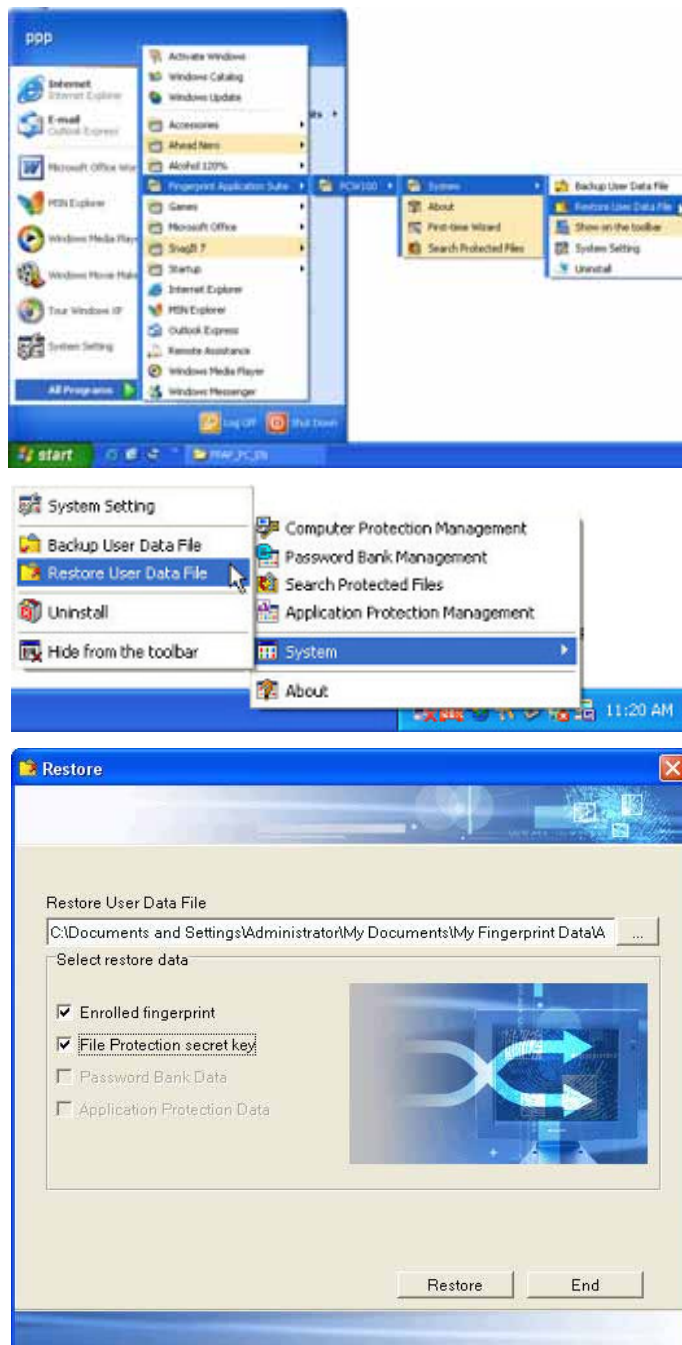 ppp
Internet
Internet Explorer
E-mail
Outlook Express
Microsoft Office Wor
MSN Explorer
Windows Media Playe
Windows Movie Make
Tour Windows XP
System Setting
All Programs
Activate Windows
Windows Catalog
Windows Update
Accessories
Ahead Nero
Alcohol 120%
Fingerprint Application Suite
Games
Microsoft Office
SnagIt 7
Startup
Internet Explorer
MSN Explorer
Outlook Express
Remote Assistance
Windows Media Player
Windows Messenger
System
About
First-time Wizard
Search Protected Files
Backup User Data File
Restore User Data File
Show on the toolbar
System Setting
Uninstall
Log Off
Shut Down
start
System Setting
Backup User Data File
Restore User Data File
Uninstall
Hide from the toolbar
Computer Protection Management
Password Bank Management
Search Protected Files
Application Protection Management
System
About
11:20 AM
Restore
Restore User Data File
C:\Documents and Settings\Administrator\My Documents\My Fingerprint Data\A
...
Select restore data
Enrolled fingerprint
File Protection secret key
Password Bank Data
Application Protection Data
Restore
End